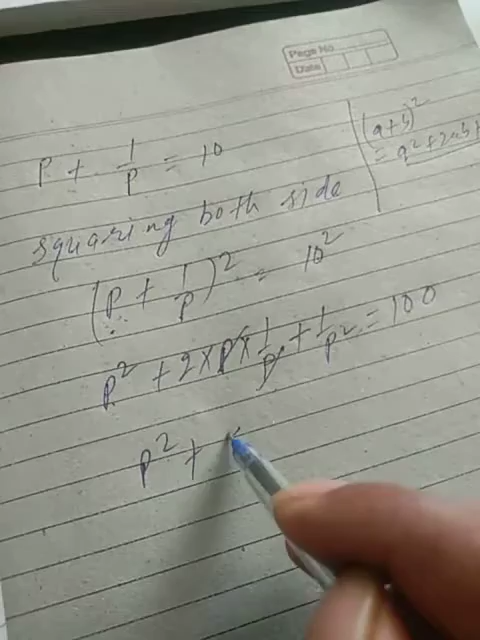 Page No
Date
P + 1/P = 10
(a+b)²
= a²+2ab+
squaring both side
(P + 1/P)² = 10²
P² + 2×P×1/P + 1/P² = 100
P² +